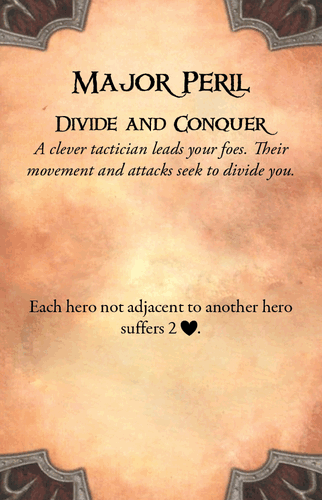 Major Peril
Divide and Conquer
A clever tactician leads your foes. Their
movement and attacks seek to divide you.
Each hero not adjacent to another hero
suffers 2 ♥.